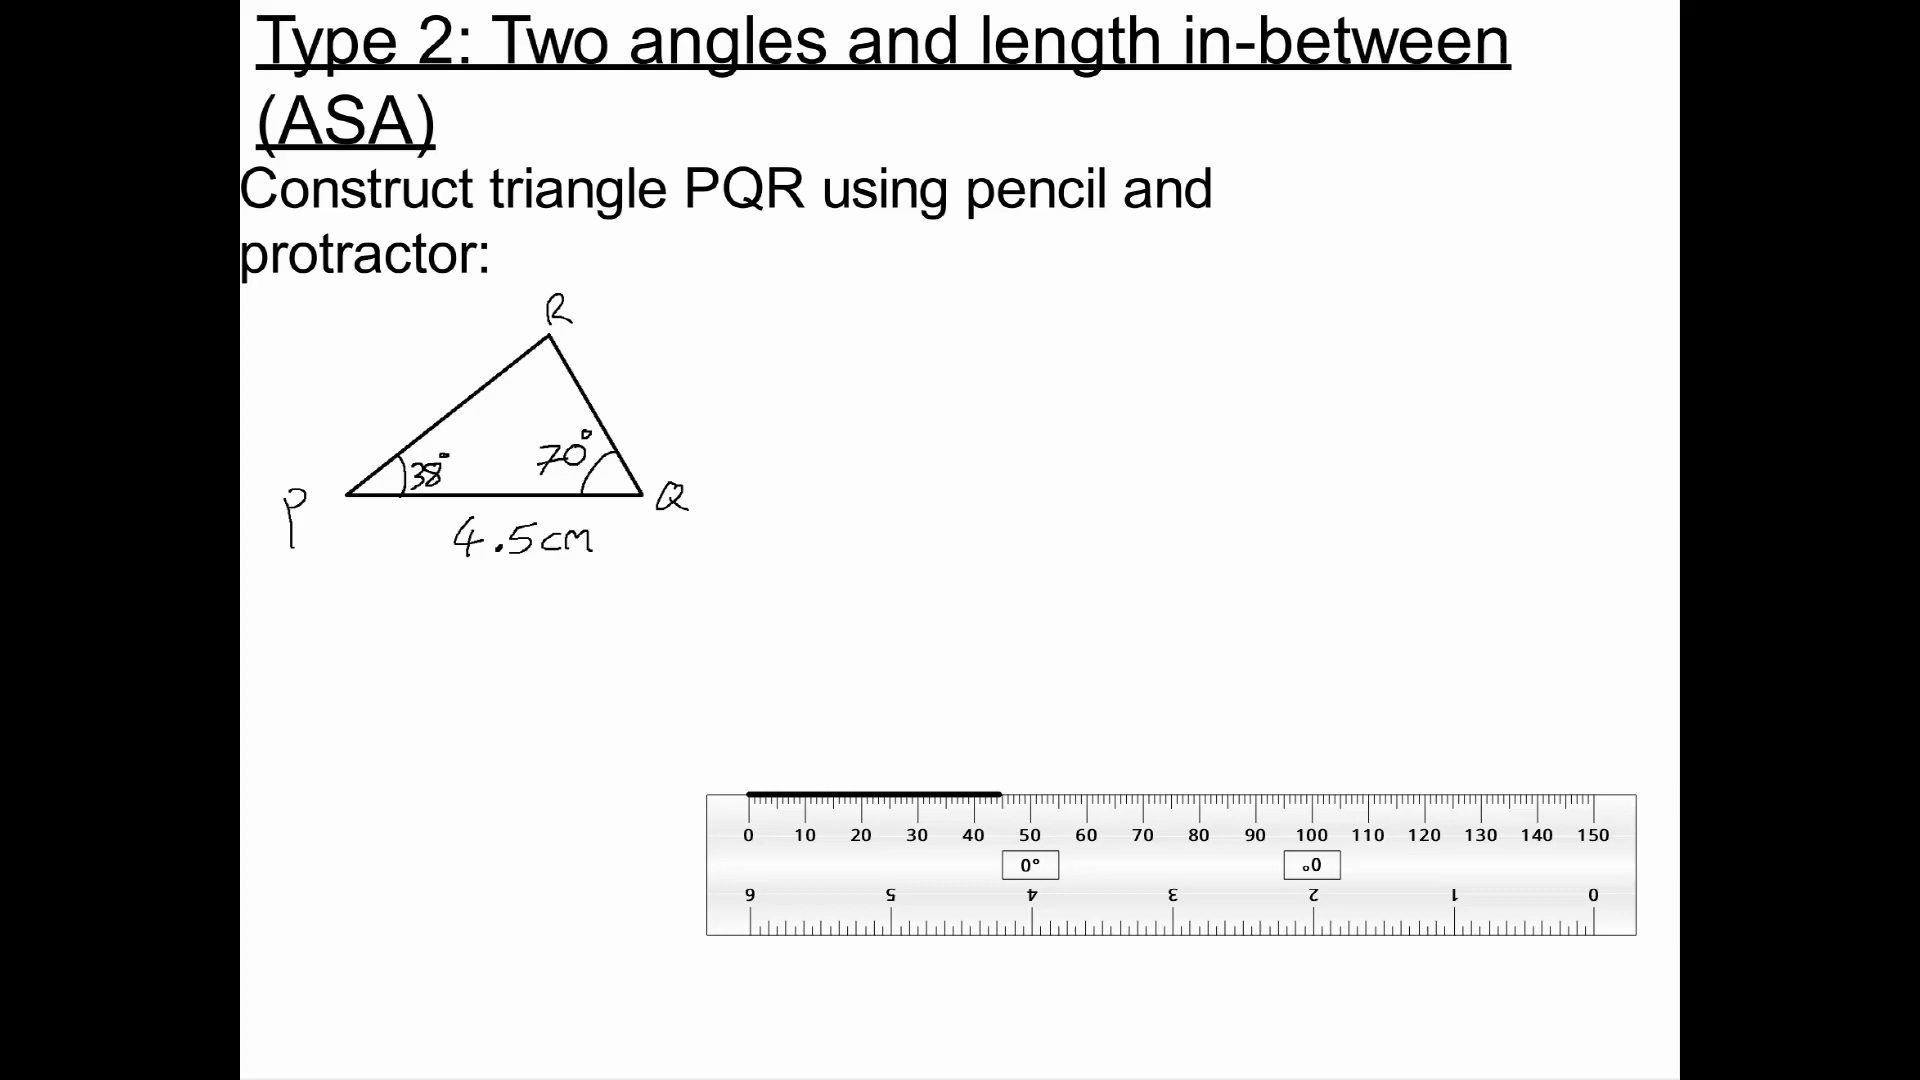 Type 2: Two angles and length in-between
(ASA)
Construct triangle PQR using pencil and
protractor:
R
38° 70°
P Q
4.5cm
0 10 20 30 40 50 60 70 80 90 100 110 120 130 140 150
0° 0°
6 5 4 3 2 1 0